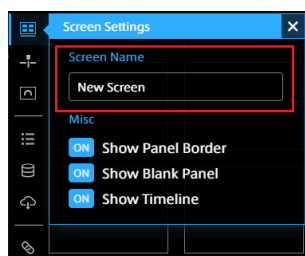 Screen Settings
Screen Name
New Screen
Misc
ON Show Panel Border
ON Show Blank Panel
ON Show Timeline